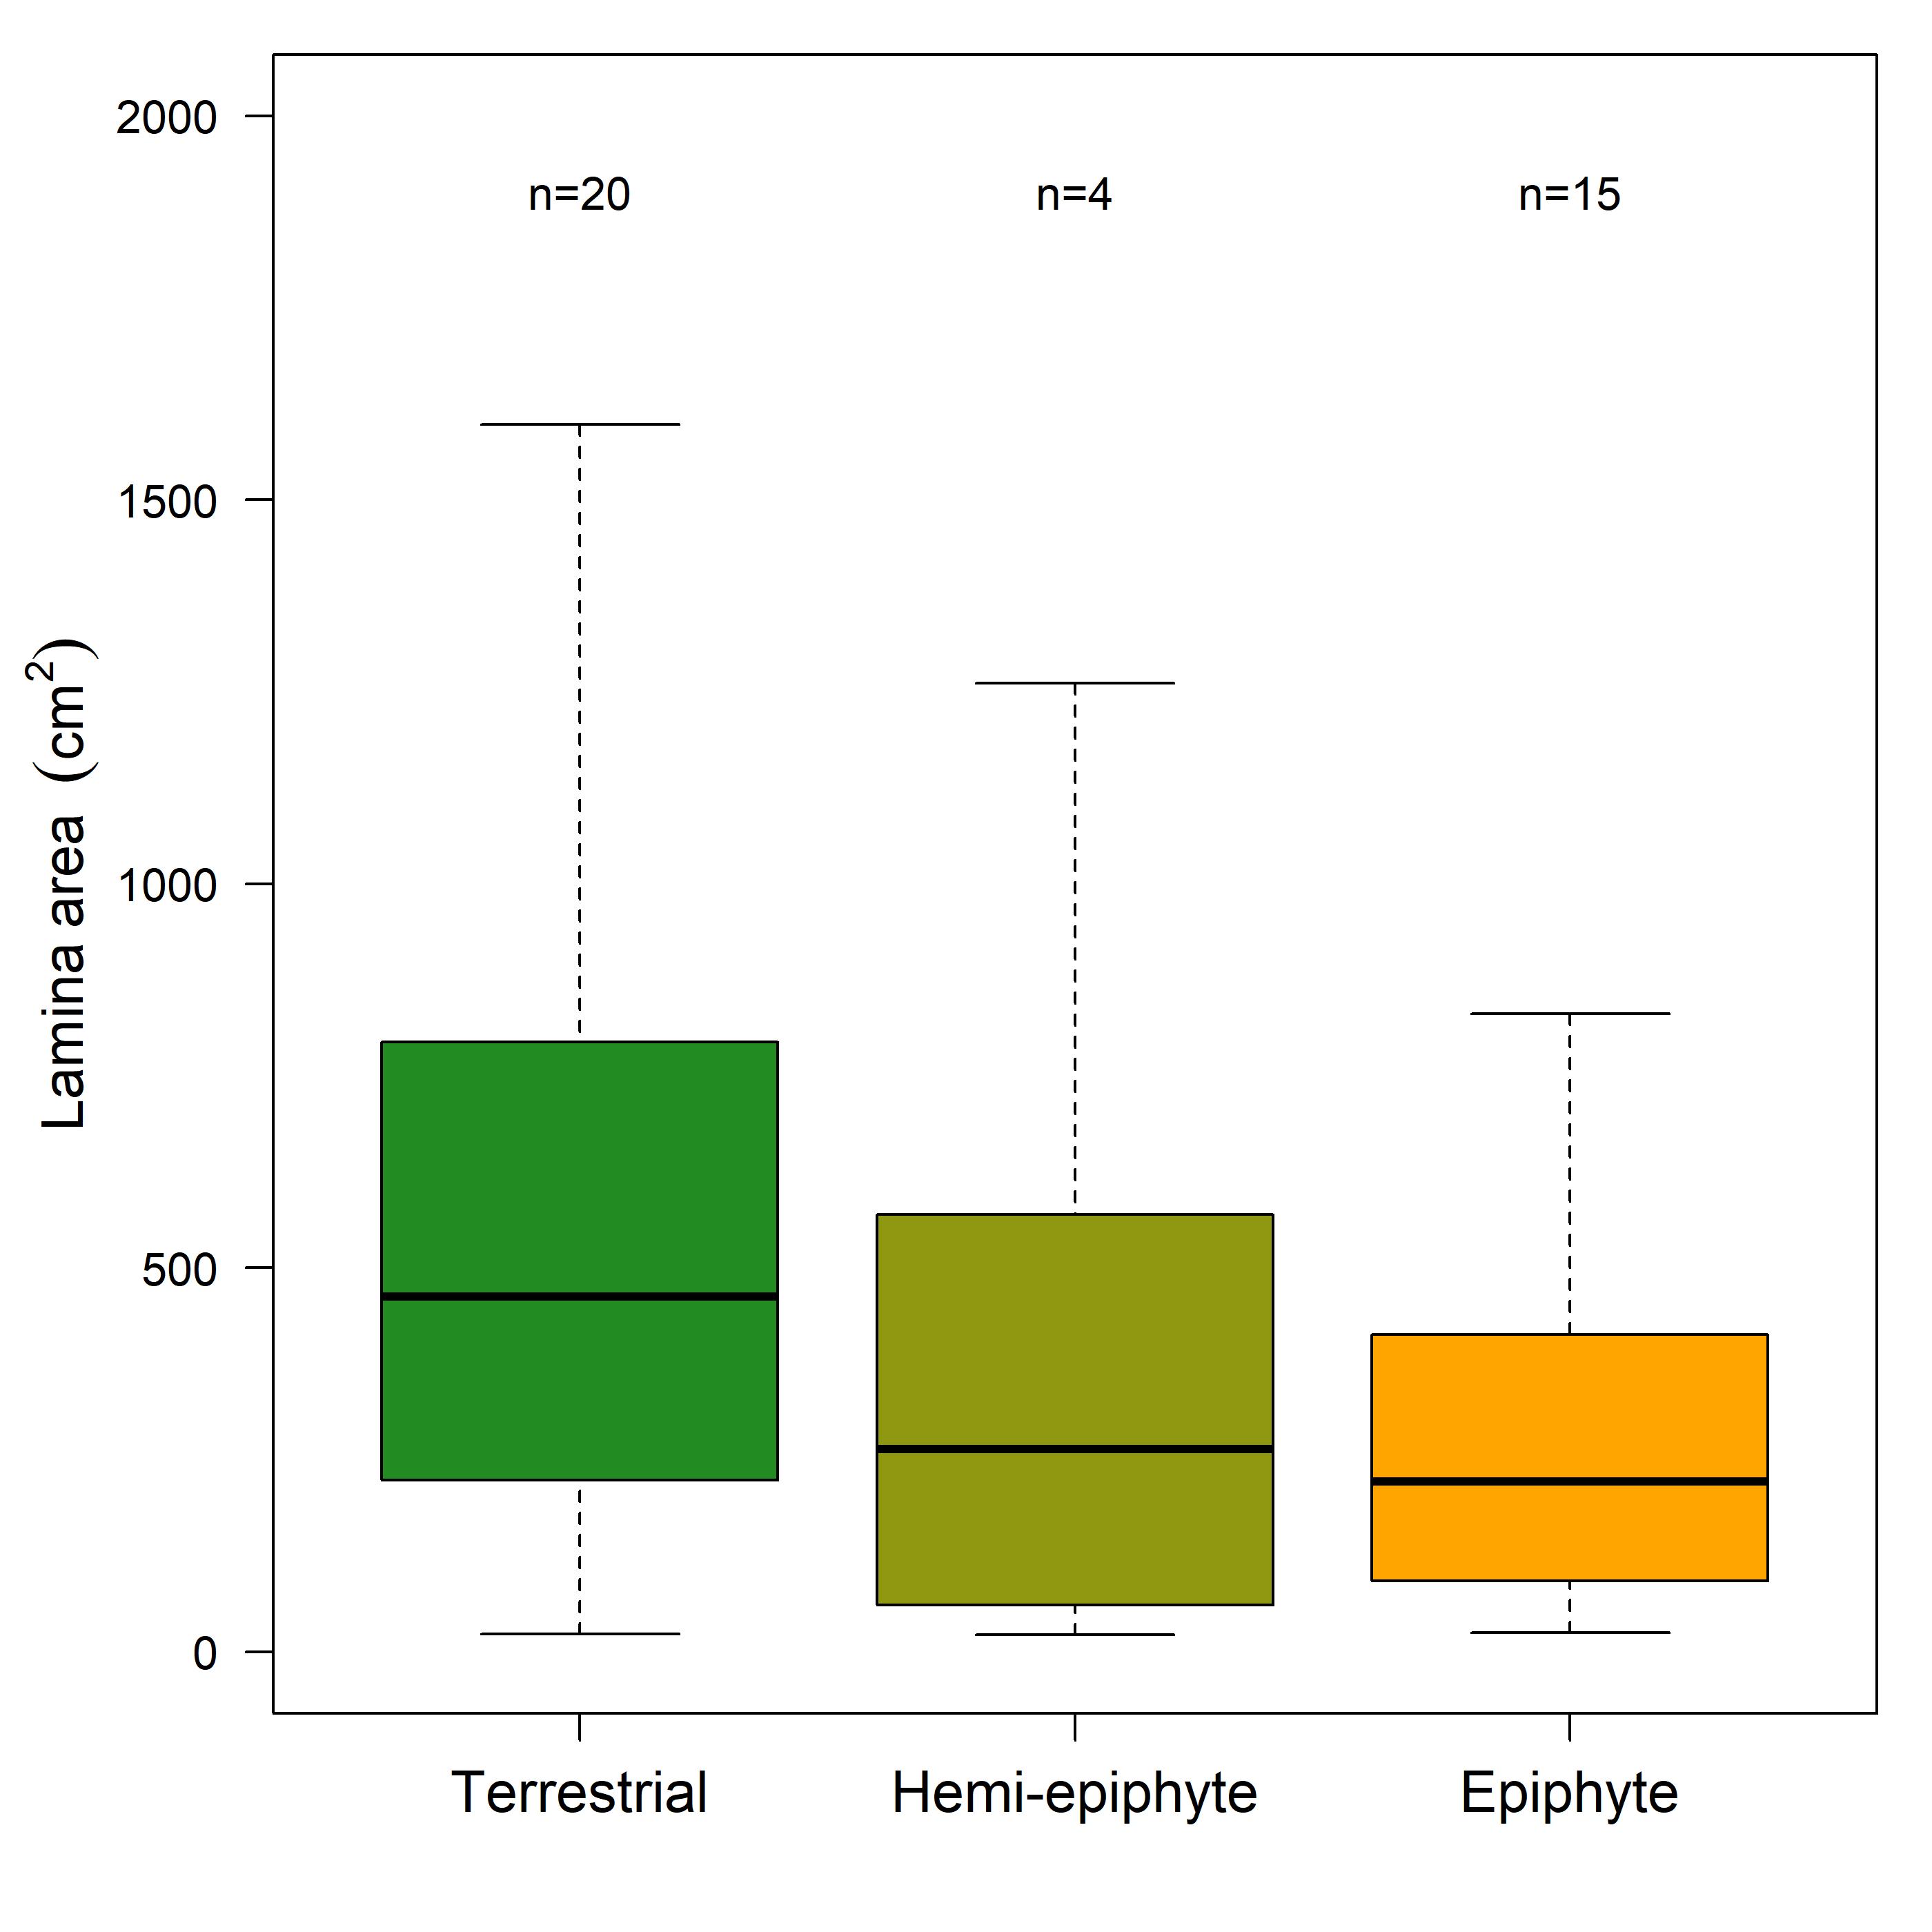 Lamina area (cm²)
2000
1500
1000
500
0
n=20
n=4
n=15
Terrestrial
Hemi-epiphyte
Epiphyte